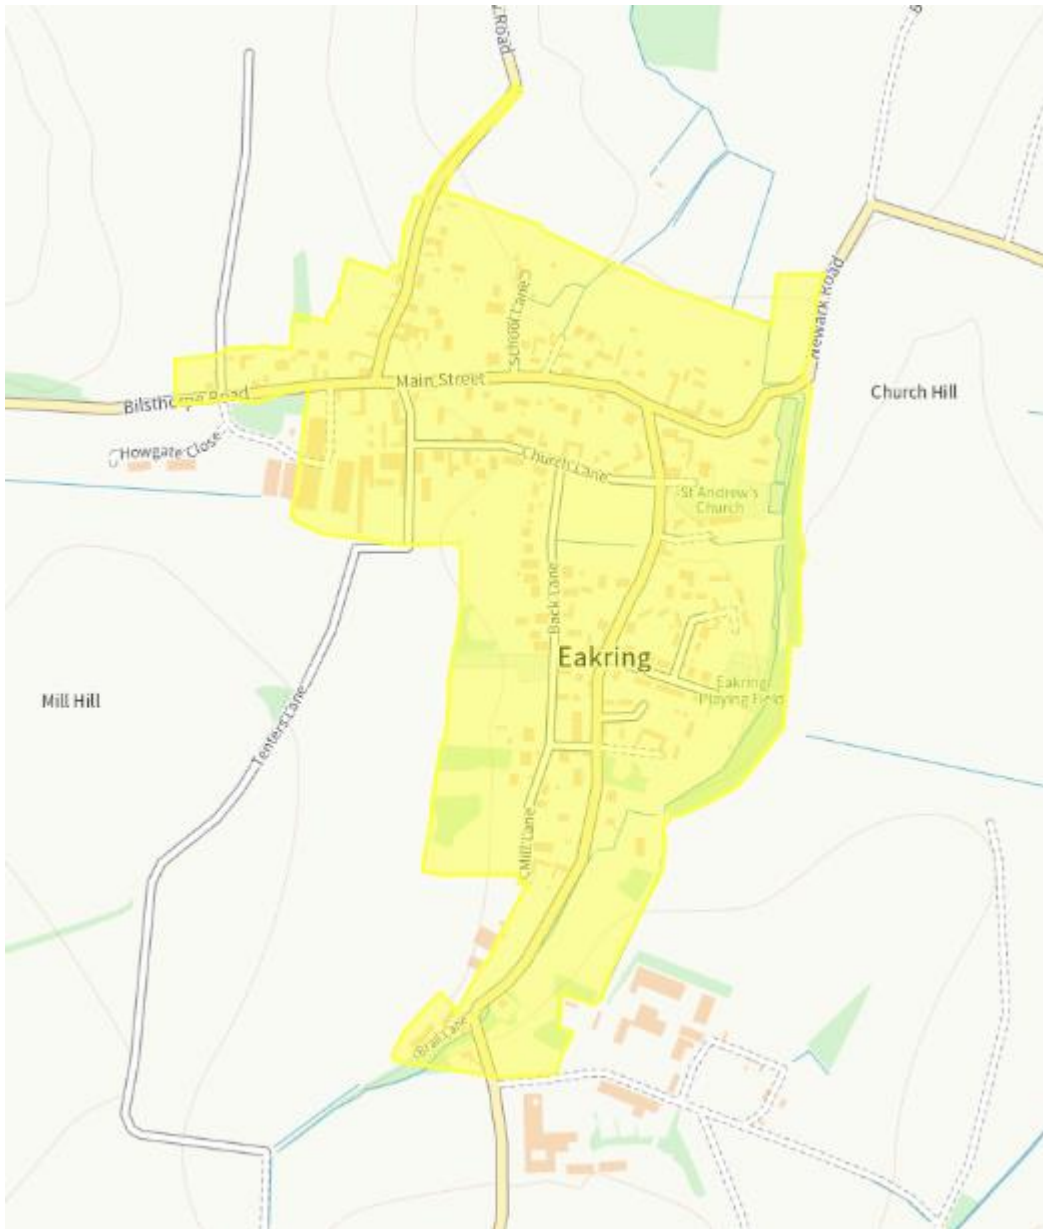 Road
School Lane
Newark Road
Main Street
Church Hill
Bilsthorpe Road
Howgate Close
Church Lane
St Andrew's
Church
Back Lane
Eakring
Eakring
Playing Field
Mill Hill
Tenters Lane
Mill Lane
Brail Lane